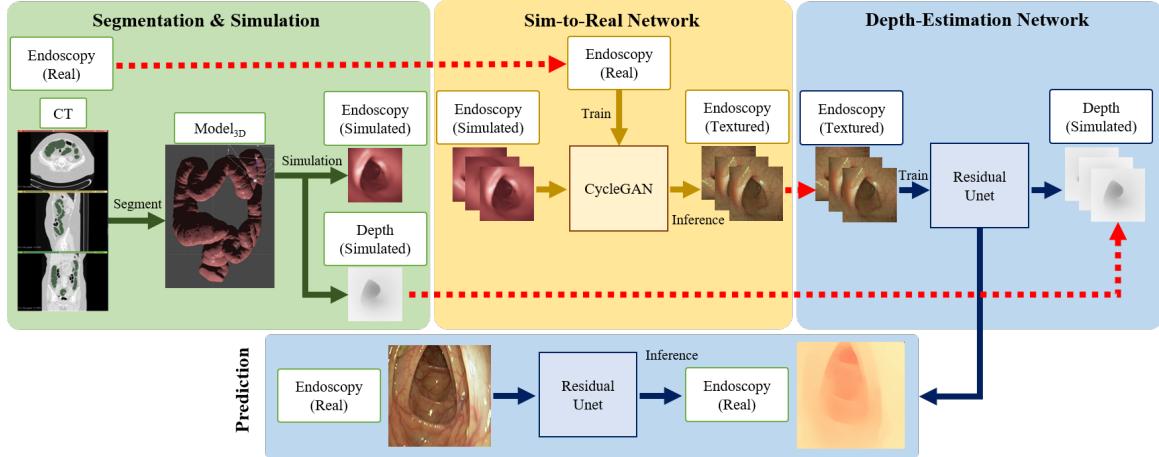 Segmentation & Simulation
Endoscopy
(Real)
CT
Segment
Model3D
Simulation
Endoscopy
(Simulated)
Depth
(Simulated)
Sim-to-Real Network
Endoscopy
(Real)
Train
Endoscopy
(Simulated)
CycleGAN
Inference
Endoscopy
(Textured)
Depth-Estimation Network
Endoscopy
(Textured)
Train
Residual
Unet
Depth
(Simulated)
Prediction
Endoscopy
(Real)
Residual
Unet
Inference
Endoscopy
(Real)